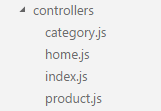 controllers
category.js
home.js
index.js
product.js